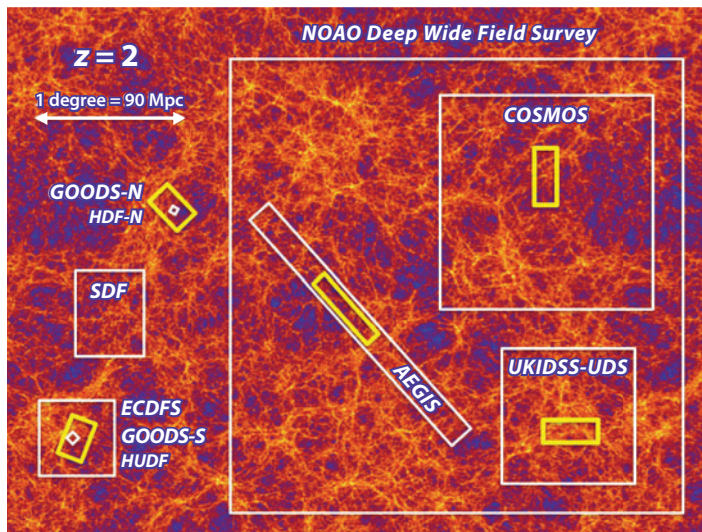 NOAO Deep Wide Field Survey
z = 2
1 degree = 90 Mpc
COSMOS
GOODS-N
HDF-N
SDF
AEGIS
UKIDSS-UDS
ECDFS
GOODS-S
HUDF